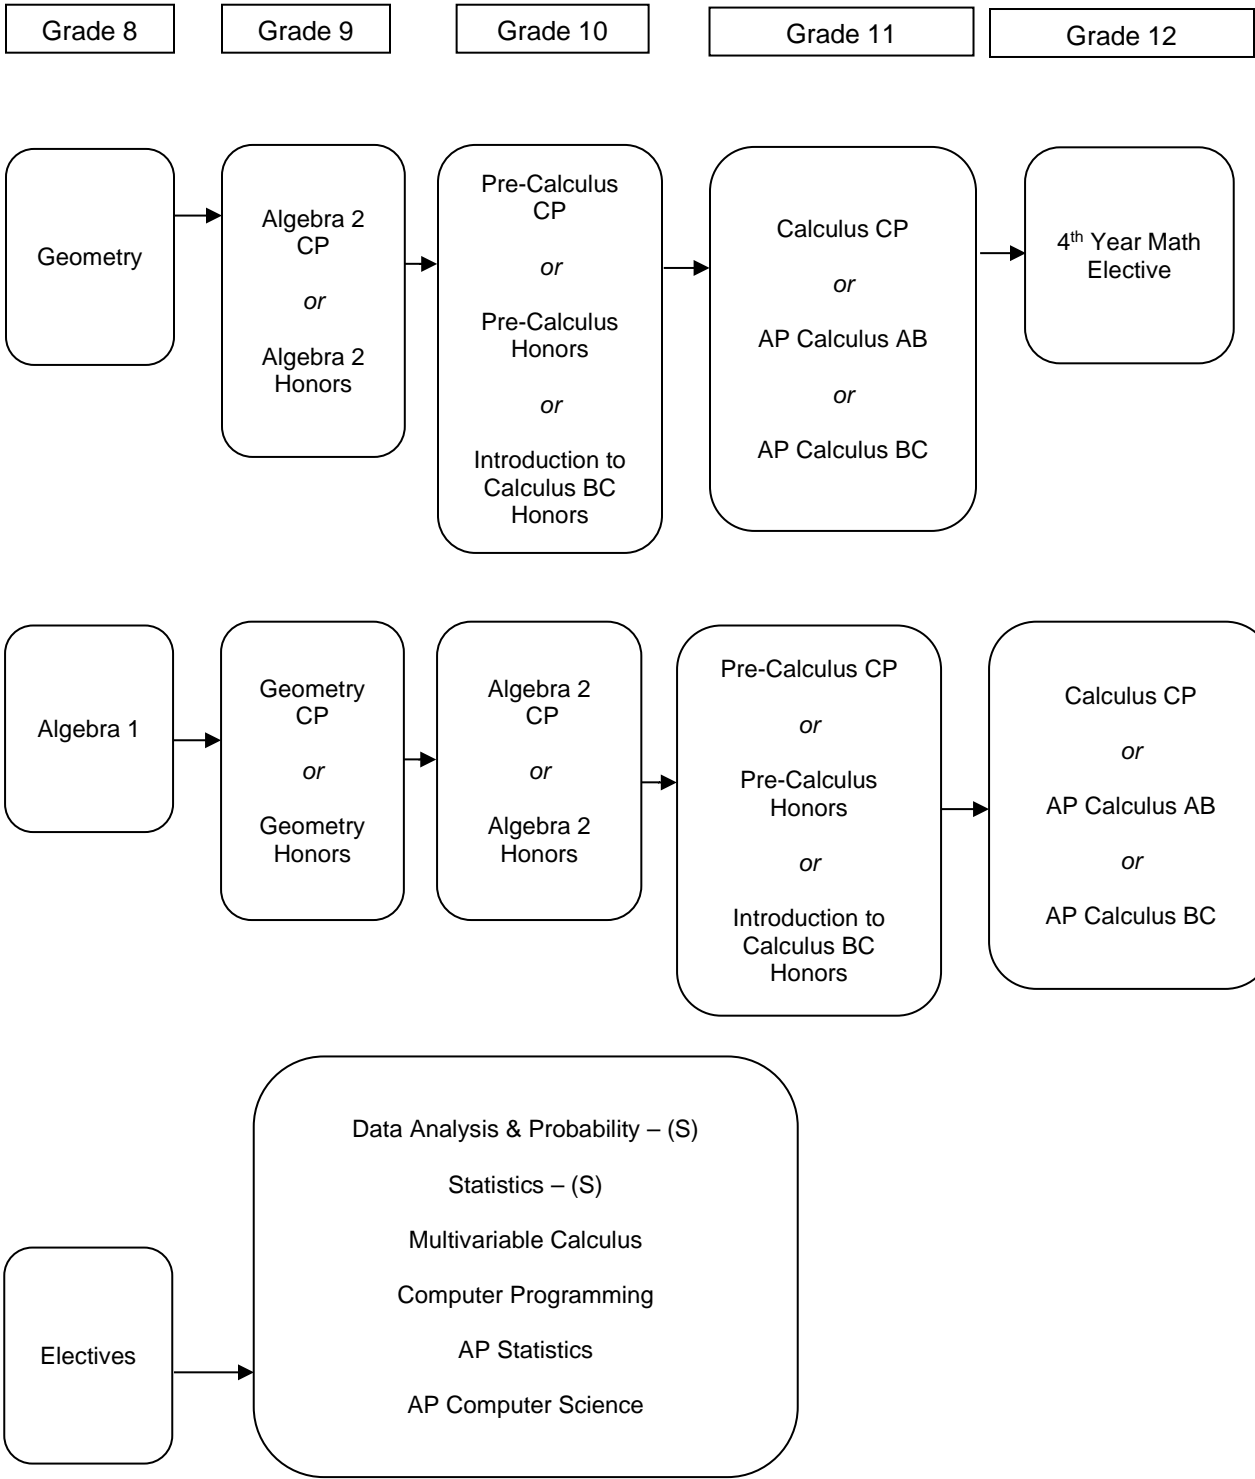 Grade 8
Grade 9
Grade 10
Grade 11
Grade 12
Geometry
Algebra 2
CP
or
Algebra 2
Honors
Pre-Calculus
CP
or
Pre-Calculus
Honors
or
Introduction to
Calculus BC
Honors
Calculus CP
or
AP Calculus AB
or
AP Calculus BC
4th Year Math
Elective
Algebra 1
Geometry
CP
or
Geometry
Honors
Algebra 2
CP
or
Algebra 2
Honors
Pre-Calculus CP
or
Pre-Calculus
Honors
or
Introduction to
Calculus BC
Honors
Calculus CP
or
AP Calculus AB
or
AP Calculus BC
Electives
Data Analysis & Probability – (S)
Statistics – (S)
Multivariable Calculus
Computer Programming
AP Statistics
AP Computer Science